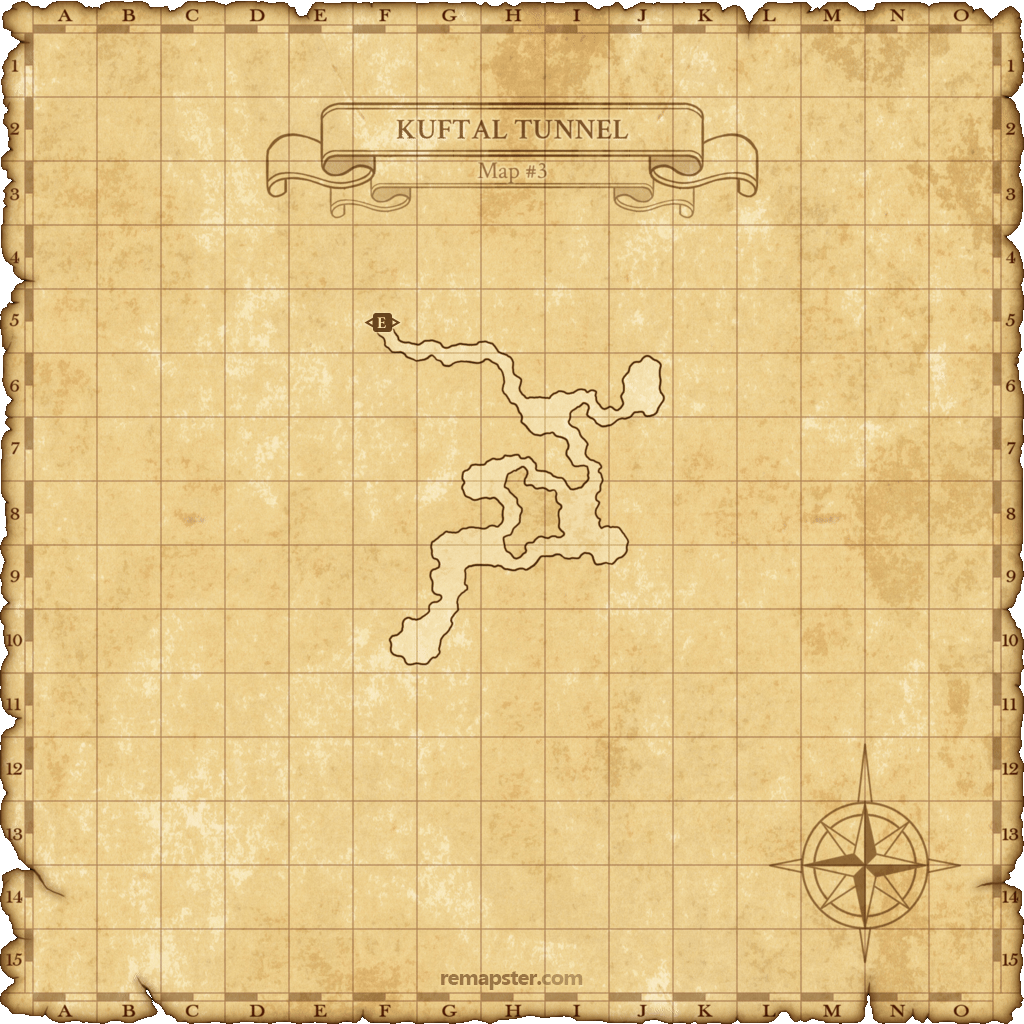 A B C D E F G H I J K L M N O
1 1
KUFTAL TUNNEL
2 2
Map #3
3 3
4 4
5 E 5
6 6
7 7
8 8
9 9
10 10
11 11
12 12
13 13
14 14
15 15
remapster.com
A B C D E F G H I J K L M N O